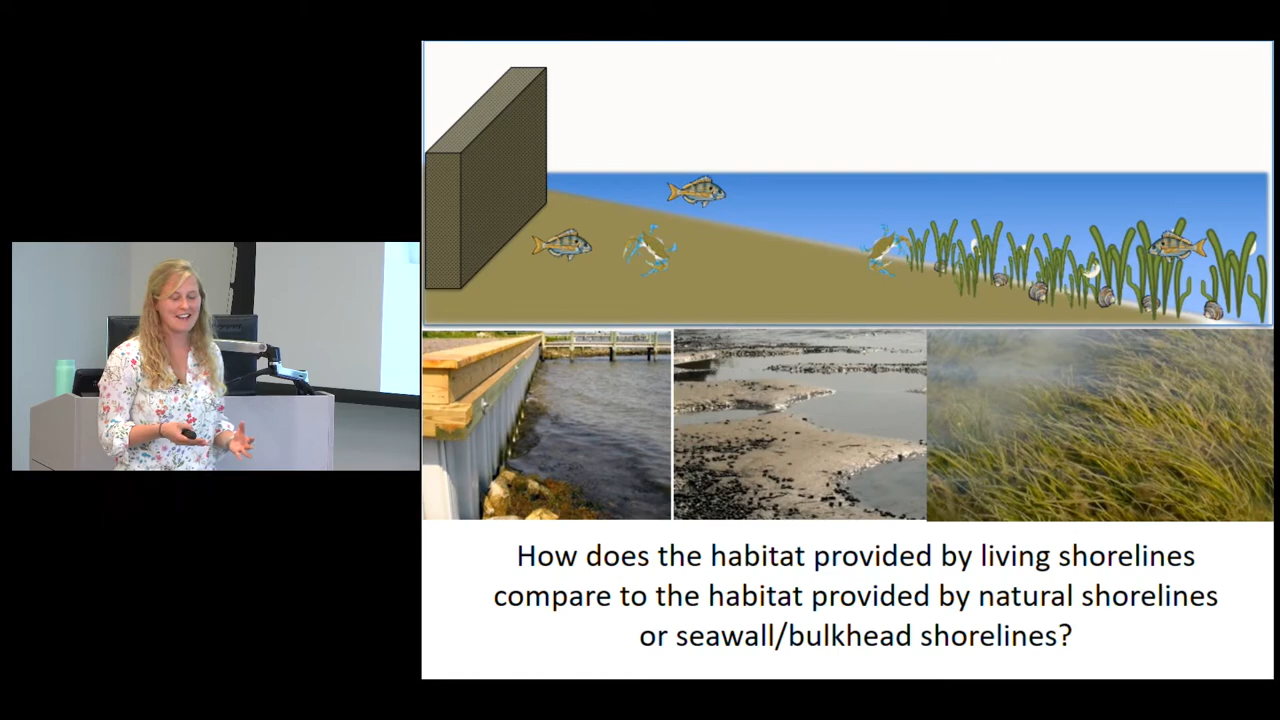 How does the habitat provided by living shorelines
compare to the habitat provided by natural shorelines
or seawall/bulkhead shorelines?